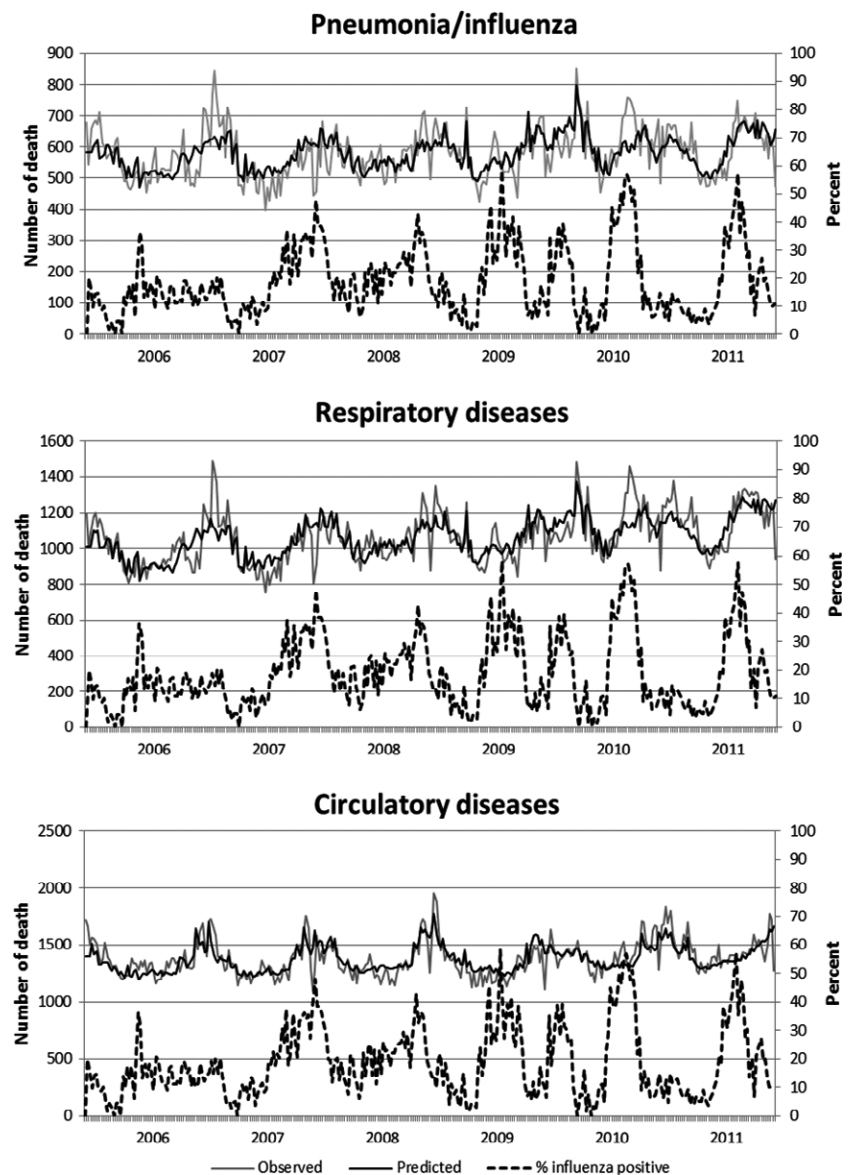 Pneumonia/influenza
900 100
800 90
700 80
600 70
500 60
400 50
300 40
200 30
100 20
0 10
0
Number of death
Percent
2006 2007 2008 2009 2010 2011
Respiratory diseases
1600 100
1400 90
1200 80
1000 70
800 60
600 50
400 40
200 30
0 20
10
0
Number of death
Percent
2006 2007 2008 2009 2010 2011
Circulatory diseases
2500 100
2000 90
1500 80
1000 70
500 60
0 50
40
30
20
10
0
Number of death
Percent
2006 2007 2008 2009 2010 2011
Observed Predicted % influenza positive